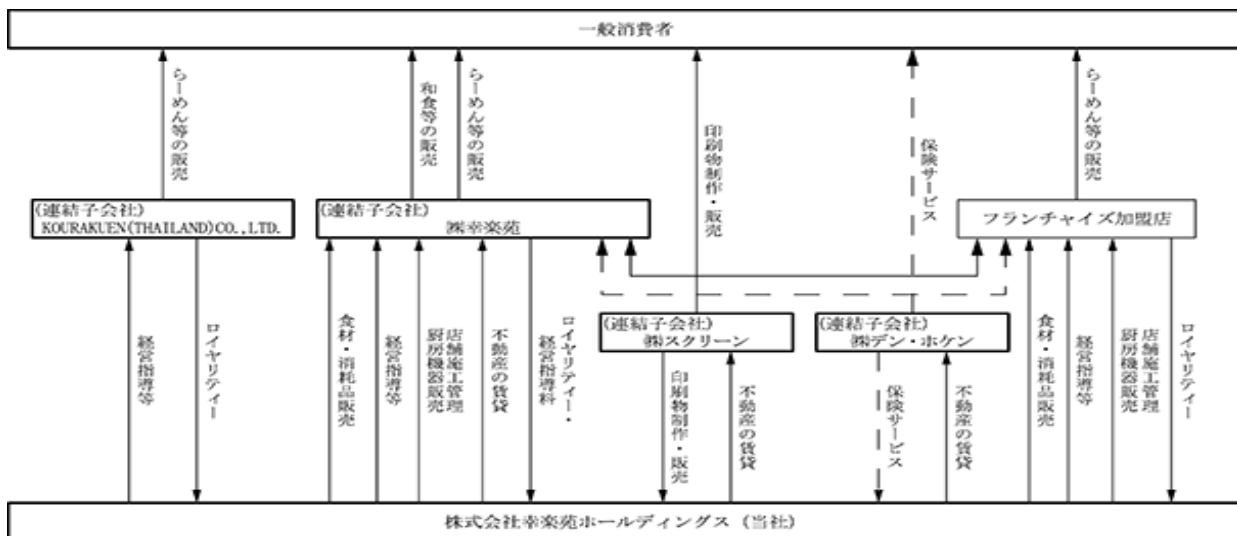 一般消費者
らーめん等の販売
和食等の販売
らーめん等の販売
印刷物制作・販売
保険サービス
らーめん等の販売
(連結子会社)
KOURAKUEN(THAILAND)CO.,LTD.
(連結子会社)
㈱幸楽苑
フランチャイズ加盟店
(連結子会社)
㈱スクリーン
(連結子会社)
㈱デン・ホケン
経営指導等
ロイヤリティー
食材・消耗品販売
経営指導等
店舗施工管理
厨房機器販売
不動産の賃貸
ロイヤリティー・
経営指導料
印刷物制作・販売
不動産の賃貸
保険サービス
不動産の賃貸
食材・消耗品販売
経営指導等
店舗施工管理
厨房機器販売
ロイヤリティー
株式会社幸楽苑ホールディングス（当社）